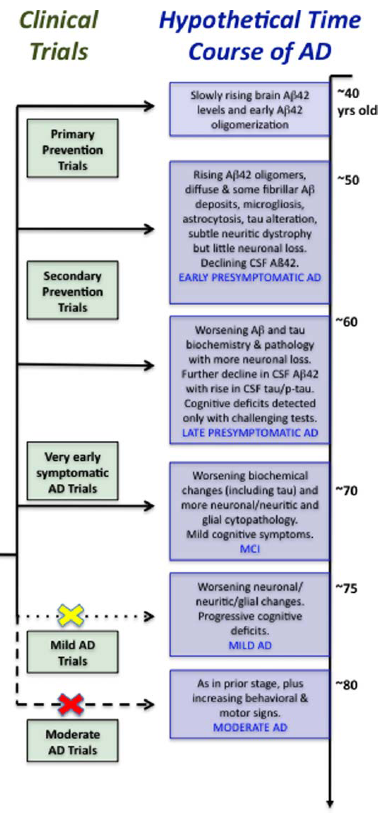 Clinical
Trials
Hypothetical Time
Course of AD
Primary
Prevention
Trials
Secondary
Prevention
Trials
Very early
symptomatic
AD Trials
Mild AD
Trials
Moderate
AD Trials
Slowly rising brain Aβ42
levels and early Aβ42
oligomerization
~40
yrs old
Rising Aβ42 oligomers,
diffuse & some fibrillar Aβ
deposits, microgliosis,
astrocytosis, tau alteration,
subtle neuritic dystrophy
but little neuronal loss.
Declining CSF Aß42.
EARLY PRESYMPTOMATIC AD
~50
Worsening Aβ and tau
biochemistry & pathology
with more neuronal loss.
Further decline in CSF Aβ42
with rise in CSF tau/p-tau.
Cognitive deficits detected
only with challenging tests.
LATE PRESYMPTOMATIC AD
~60
Worsening biochemical
changes (including tau) and
more neuronal/neuritic and
glial cytopathology.
Mild cognitive symptoms.
MCI
~70
Worsening neuronal/
neuritic/glial changes.
Progressive cognitive
deficits.
MILD AD
~75
As in prior stage, plus
increasing behavioral &
motor signs.
MODERATE AD
~80